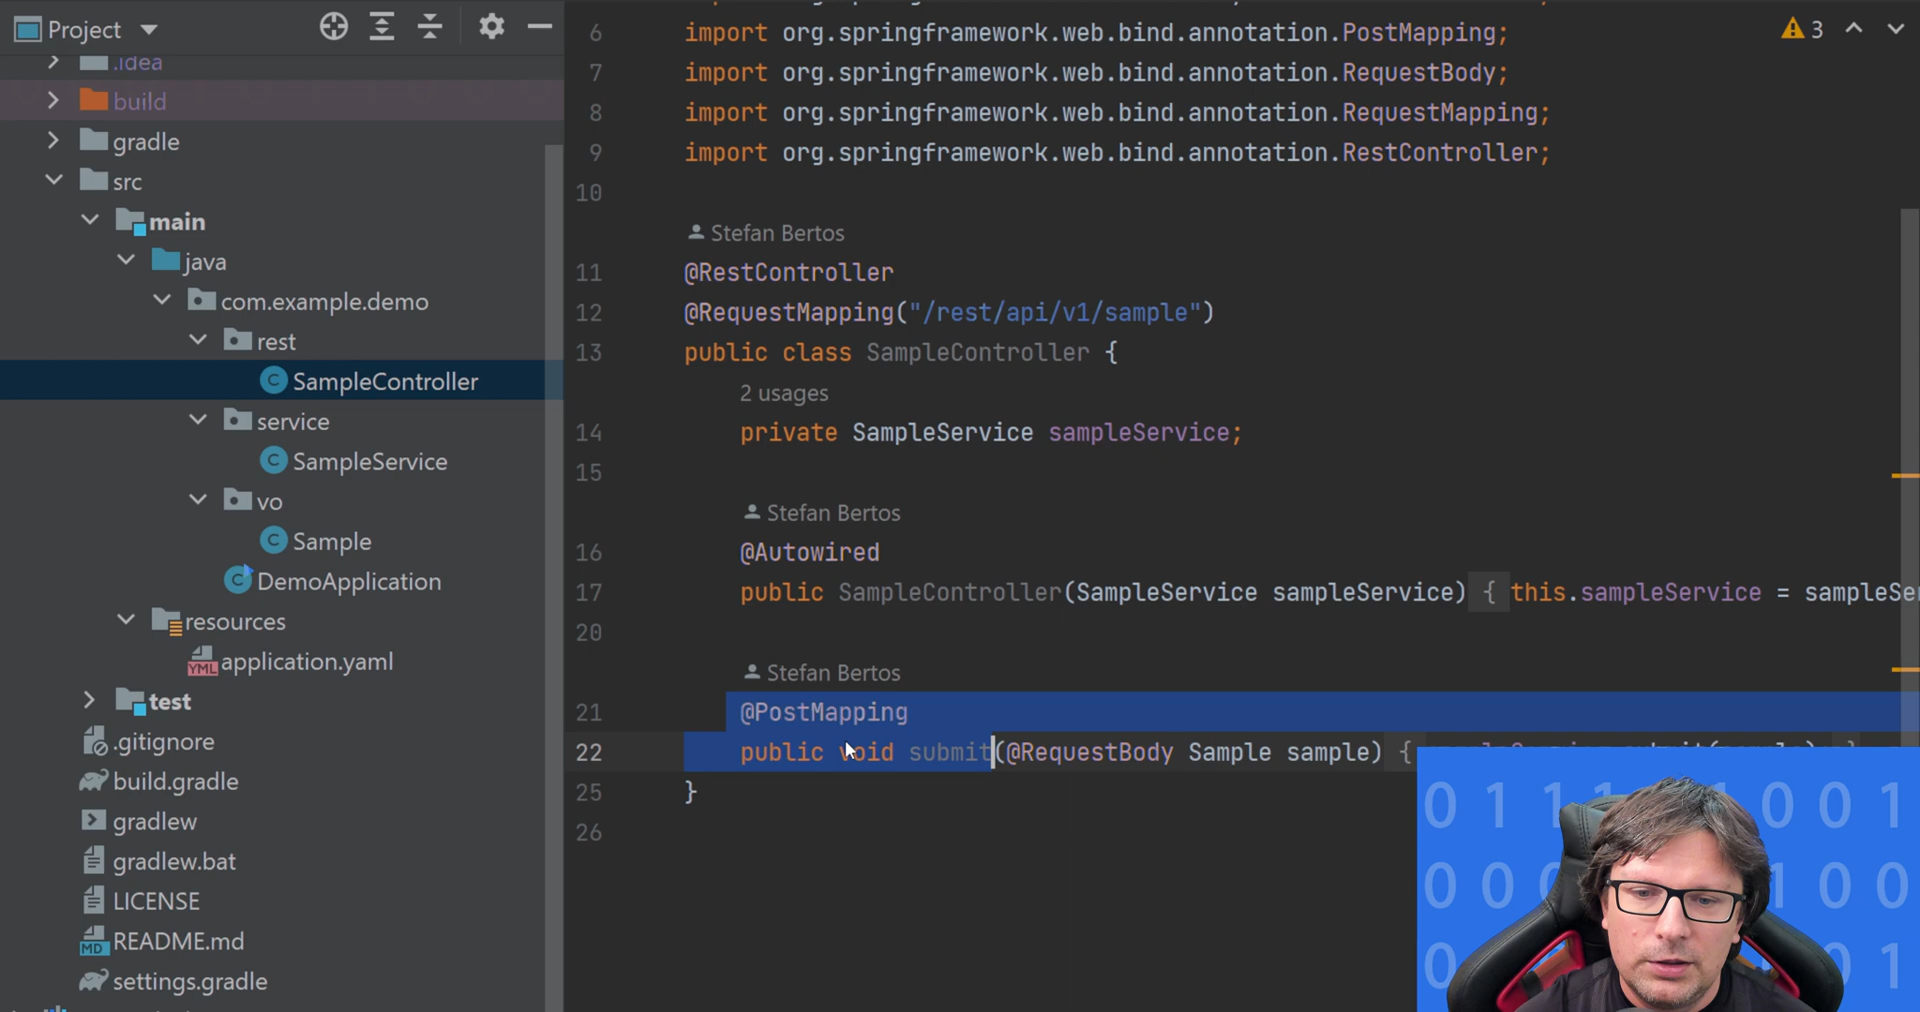 Project
.idea
build
gradle
src
main
java
com.example.demo
rest
SampleController
service
SampleService
vo
Sample
DemoApplication
resources
YML application.yaml
test
.gitignore
build.gradle
gradlew
gradlew.bat
LICENSE
MD README.md
settings.gradle
3
6 import org.springframework.web.bind.annotation.PostMapping;
7 import org.springframework.web.bind.annotation.RequestBody;
8 import org.springframework.web.bind.annotation.RequestMapping;
9 import org.springframework.web.bind.annotation.RestController;
10
Stefan Bertos
11 @RestController
12 @RequestMapping("/rest/api/v1/sample")
13 public class SampleController {
2 usages
14 private SampleService sampleService;
15
Stefan Bertos
16 @Autowired
17 public SampleController(SampleService sampleService) { this.sampleService = sampleSe
20
Stefan Bertos
21 @PostMapping
22 public void submit(@RequestBody Sample sample) {
25 }
26